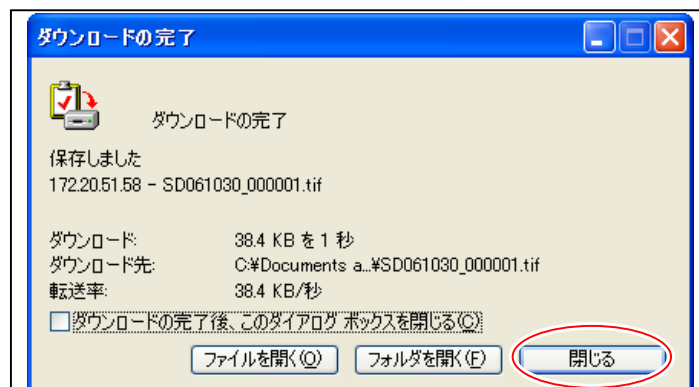 ダウンロードの完了
ダウンロードの完了
保存しました
172.20.51.58 - SD061030_000001.tif
ダウンロード: 38.4 KB を 1 秒
ダウンロード先: C:¥Documents a...¥SD061030_000001.tif
転送率: 38.4 KB/秒
ダウンロードの完了後、このダイアログ ボックスを閉じる(C)
ファイルを開く(O) フォルダを開く(F) 閉じる